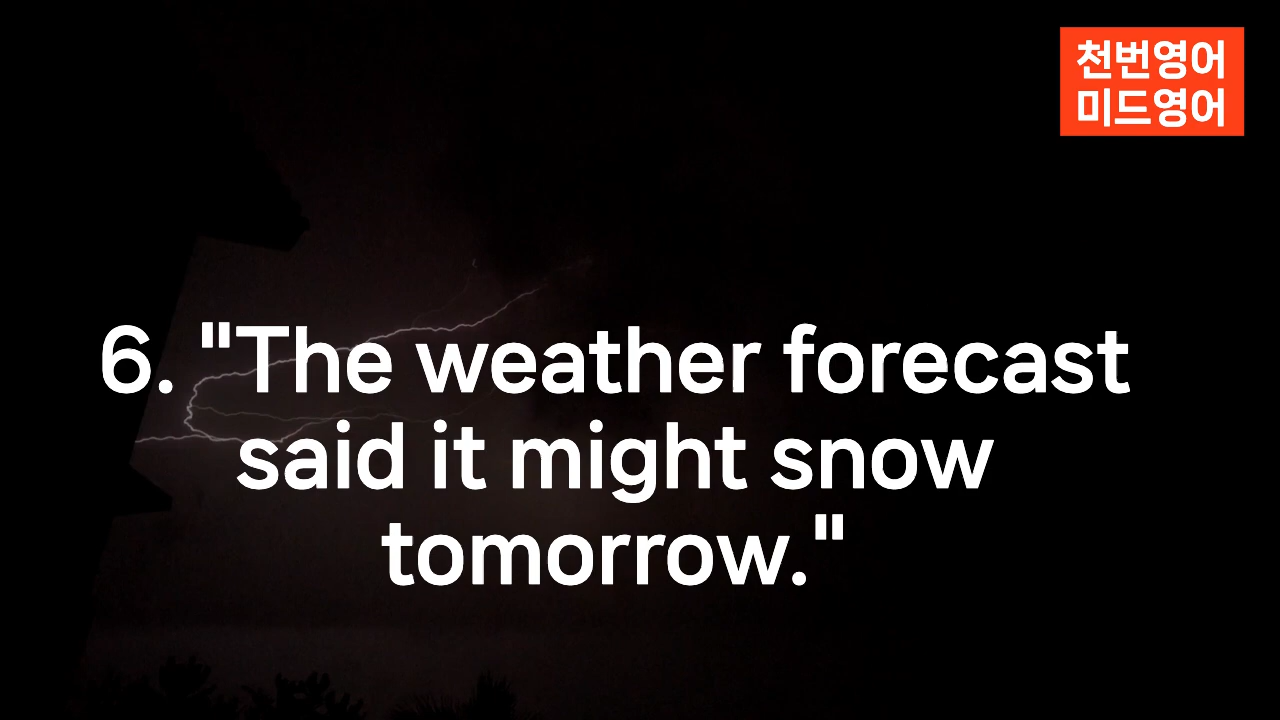 천번영어
미드영어
6. "The weather forecast
said it might snow
tomorrow."